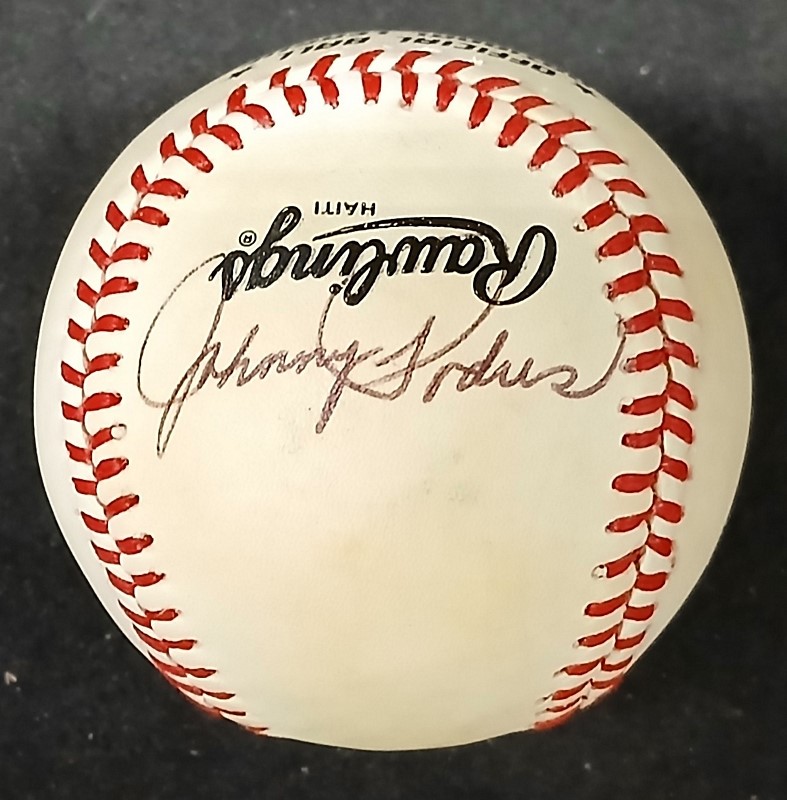 OFFICIAL BALL
HAITI
Rawlings®
Johnny Podres